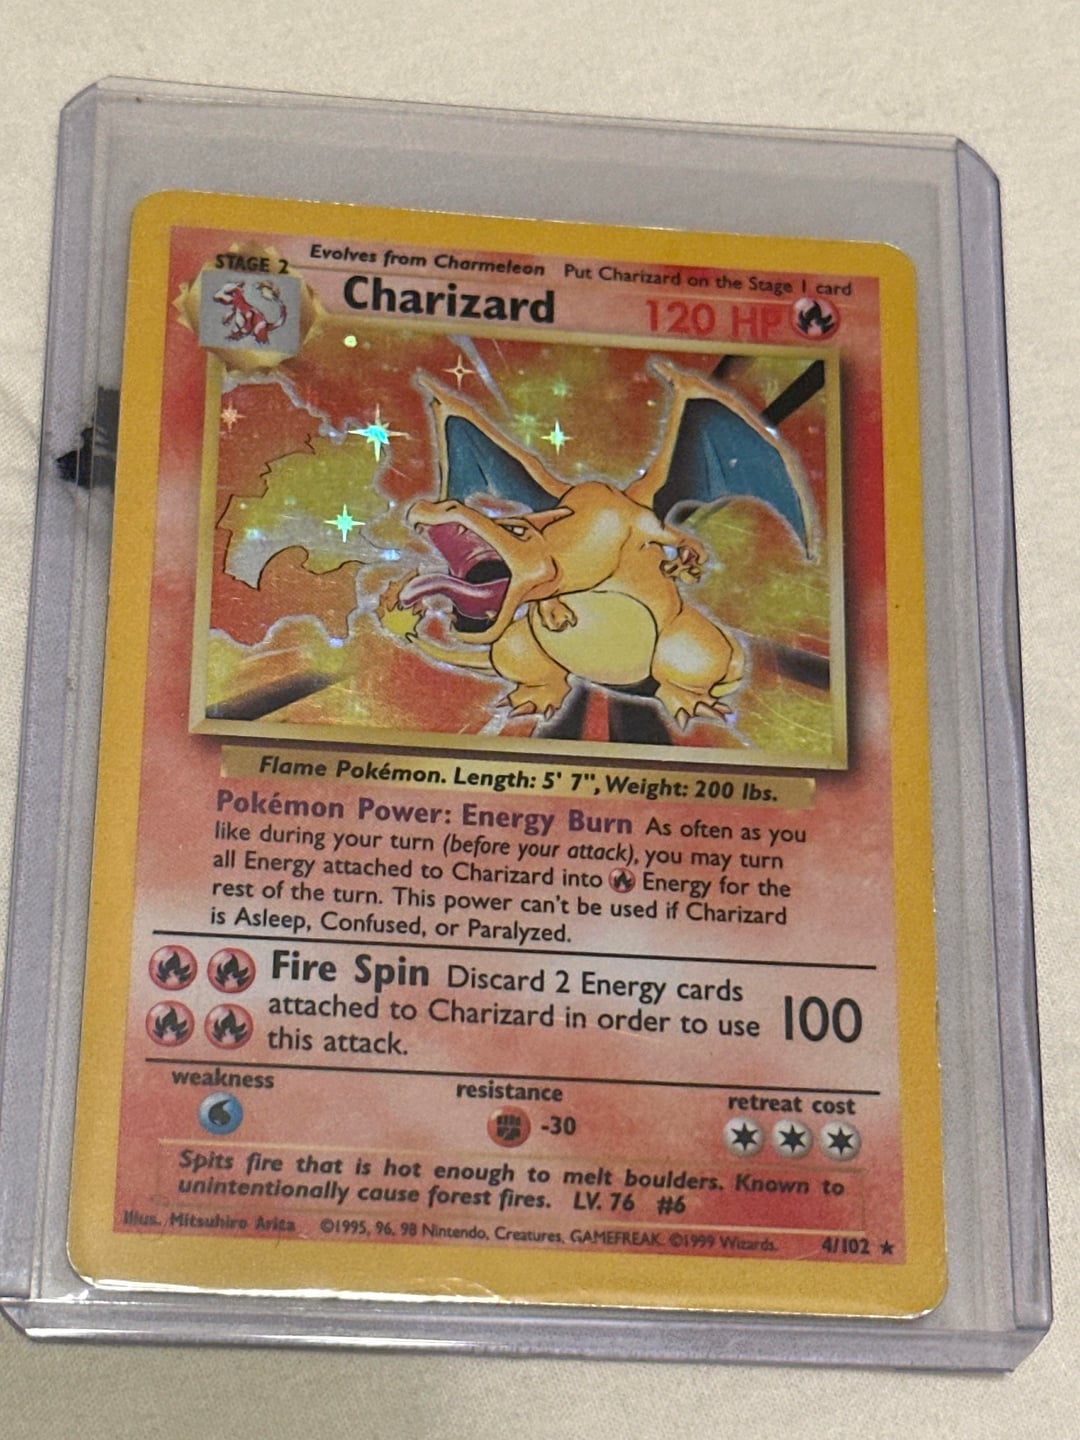 STAGE 2
Evolves from Charmeleon Put Charizard on the Stage 1 card
Charizard 120 HP
Flame Pokémon. Length: 5' 7", Weight: 200 lbs.
Pokémon Power: Energy Burn As often as you
like during your turn (before your attack), you may turn
all Energy attached to Charizard into Energy for the
rest of the turn. This power can't be used if Charizard
is Asleep, Confused, or Paralyzed.
Fire Spin Discard 2 Energy cards
attached to Charizard in order to use 100
this attack.
weakness resistance retreat cost
-30
Spits fire that is hot enough to melt boulders. Known to
unintentionally cause forest fires. LV. 76 #6
Illus. Mitsuhiro Arita ©1995, 96, 98 Nintendo, Creatures, GAMEFREAK. ©1999 Wizards. 4/102 ★